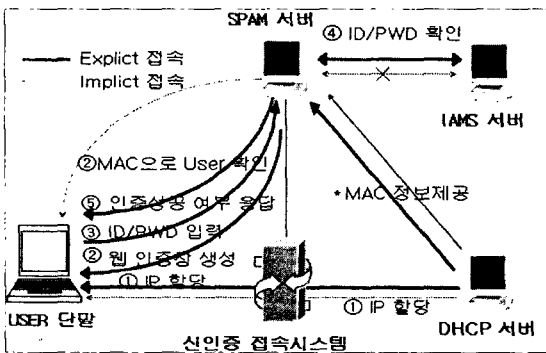 SPAM 서버
④ ID/PWD 확인
Explict 접속
Implict 접속
IAMS 서버
②MAC으로 User 확인
* MAC 정보제공
⑤ 인증성공 여부 응답
③ ID/PWD 입력
② 웹 인증창 생성
① IP 할당
① IP 할당
USER 단말
DHCP 서버
신인증 접속시스템